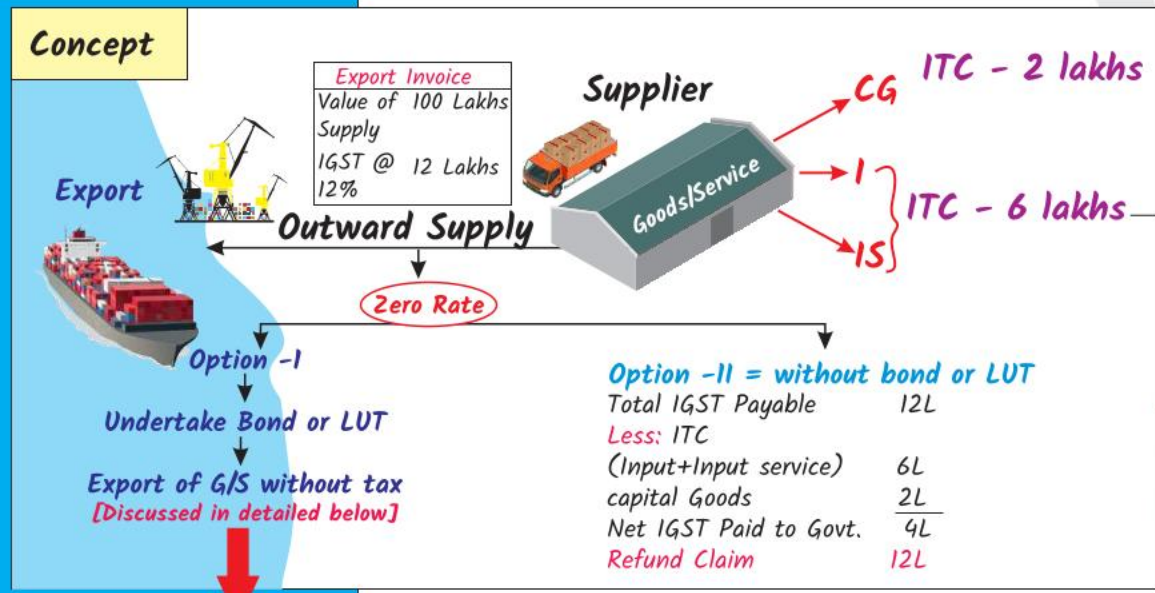 Concept
Export Invoice
Value of 100 Lakhs
Supply
IGST @ 12 Lakhs
12%
Supplier
Goods/Service
CG
ITC - 2 lakhs
I
IS
ITC - 6 lakhs
Export
Outward Supply
Zero Rate
Option -I
Undertake Bond or LUT
Export of G/S without tax
[Discussed in detailed below]
Option -II = without bond or LUT
Total IGST Payable 12L
Less: ITC
(Input+Input service) 6L
capital Goods 2L
Net IGST Paid to Govt. 4L
Refund Claim 12L